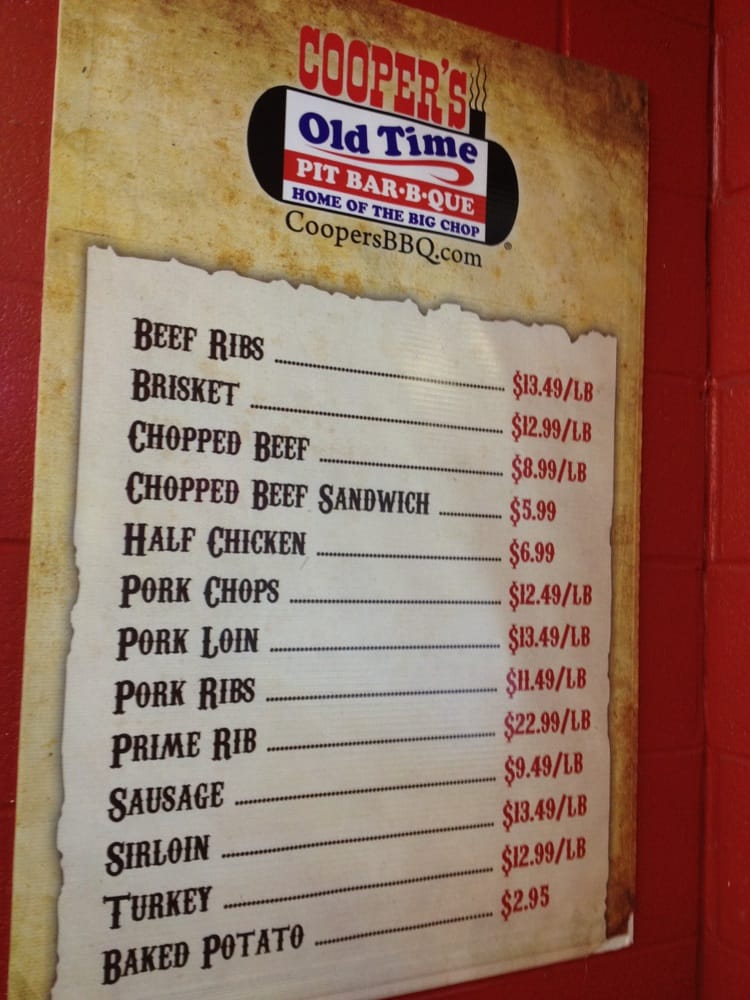 COOPER'S
Old Time
PIT BAR•B•QUE
HOME OF THE BIG CHOP
®
CoopersBBQ.com
BEEF RIBS ........ $13.49/LB
BRISKET ........ $12.99/LB
CHOPPED BEEF ........ $8.99/LB
CHOPPED BEEF SANDWICH ........ $5.99
HALF CHICKEN ........ $6.99
PORK CHOPS ........ $12.49/LB
PORK LOIN ........ $13.49/LB
PORK RIBS ........ $11.49/LB
PRIME RIB ........ $22.99/LB
SAUSAGE ........ $9.49/LB
SIRLOIN ........ $13.49/LB
TURKEY ........ $12.99/LB
BAKED POTATO ........ $2.95